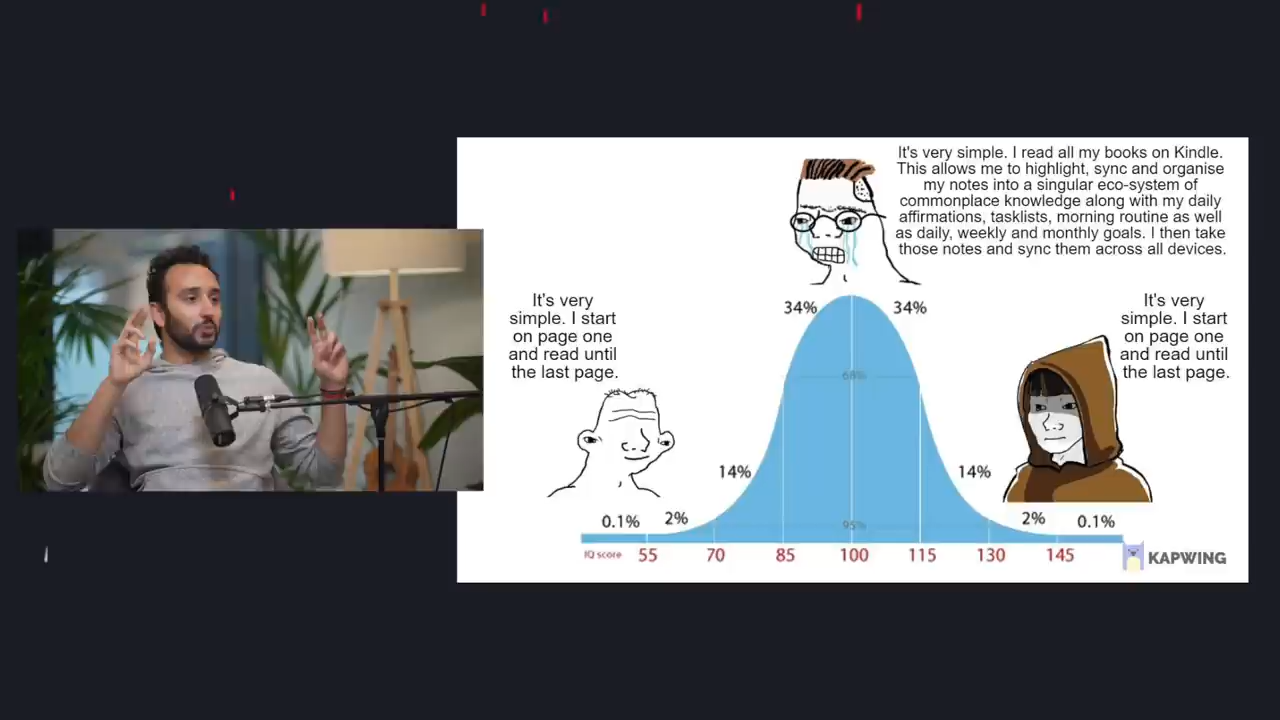 It's very simple. I read all my books on Kindle.
This allows me to highlight, sync and organise
my notes into a singular eco-system of
commonplace knowledge along with my daily
affirmations, tasklists, morning routine as well
as daily, weekly and monthly goals. I then take
those notes and sync them across all devices.
It's very
simple. I start
on page one
and read until
the last page.
It's very
simple. I start
on page one
and read until
the last page.
34% 34%
68%
14% 14%
0.1% 2% 95% 2% 0.1%
IQ score 55 70 85 100 115 130 145
KAPWING